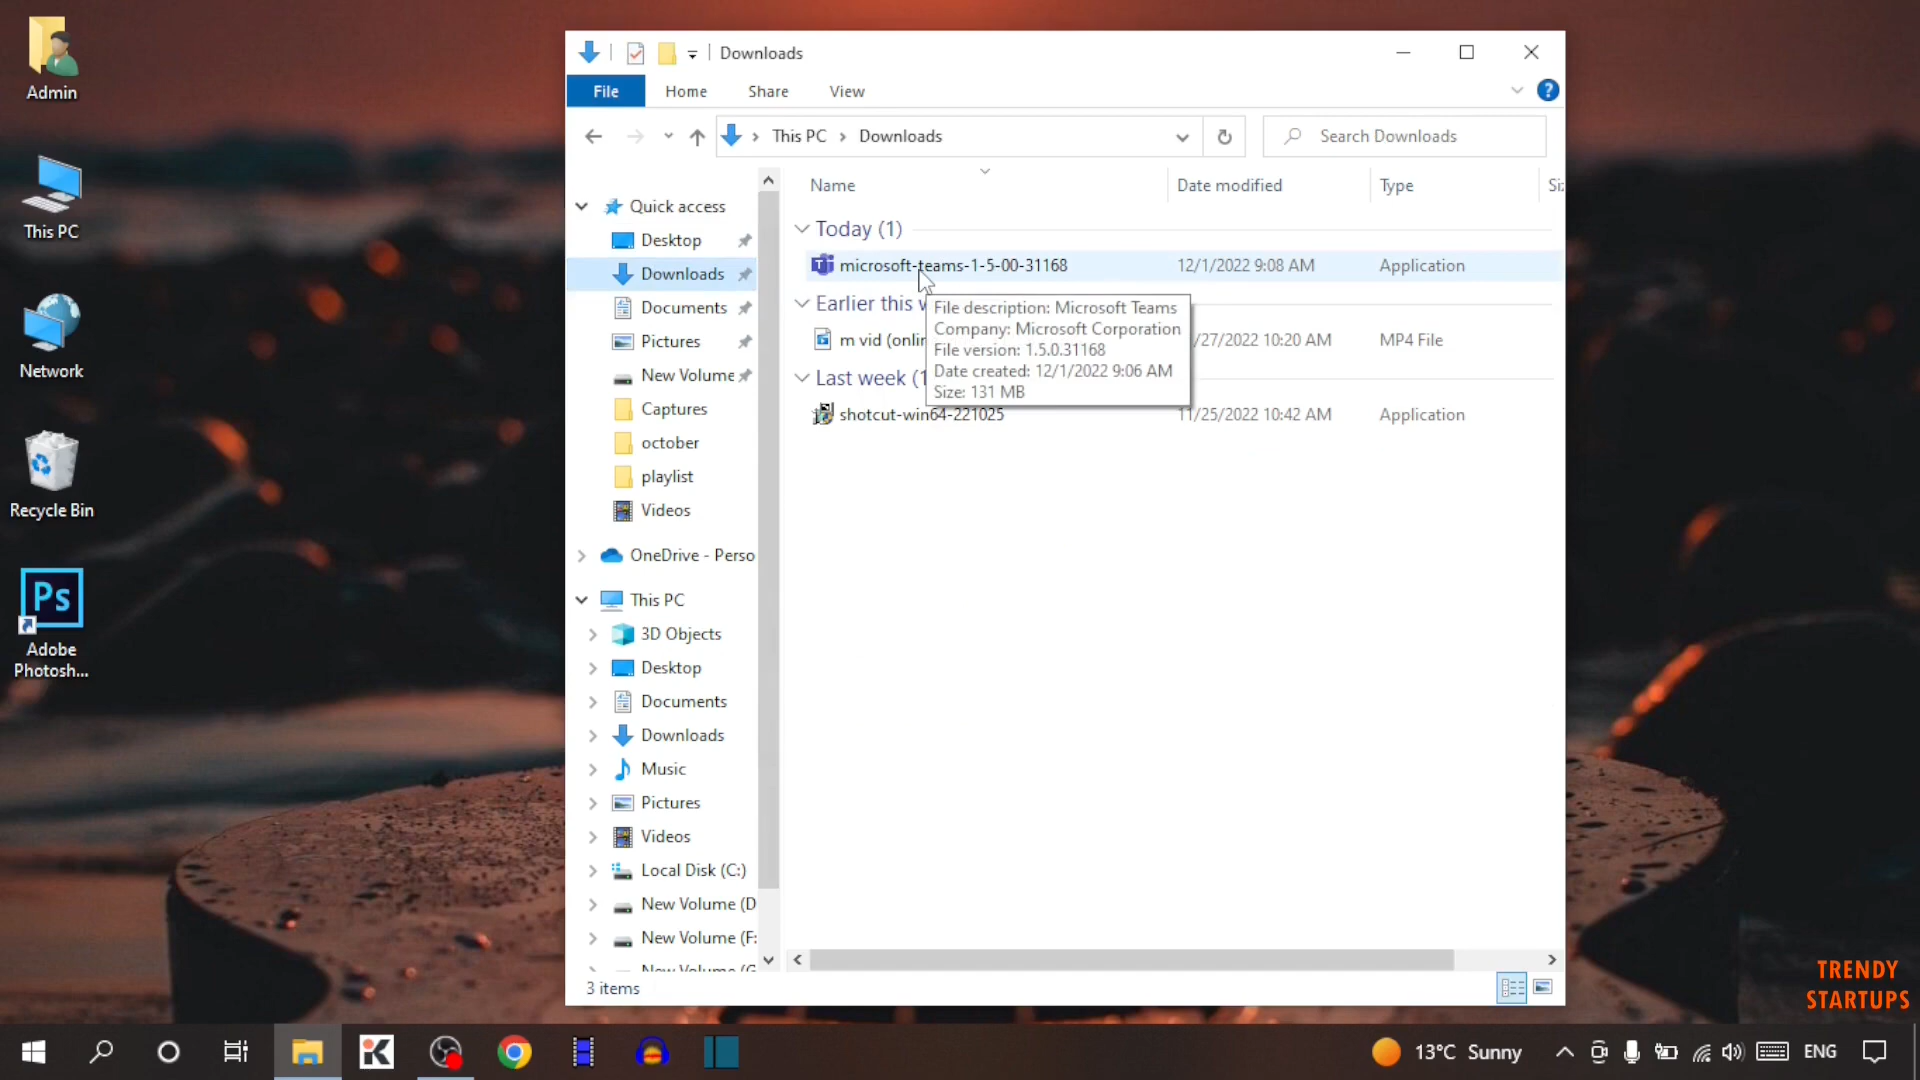 Admin
This PC
Network
Recycle Bin
Ps
Adobe
Photosh...
Downloads
File
Home
Share
View
This PC
Downloads
Search Downloads
Quick access
Desktop
Downloads
Documents
Pictures
New Volume
Captures
october
playlist
Videos
OneDrive - Perso
This PC
3D Objects
Desktop
Documents
Downloads
Music
Pictures
Videos
Local Disk (C:)
New Volume (D
New Volume (F:
New Volume (G
3 items
Name
Date modified
Type
Siz
Today (1)
microsoft-teams-1-5-00-31168
12/1/2022 9:08 AM
Application
Earlier this w
m vid (onlin
/27/2022 10:20 AM
MP4 File
Last week (1
shotcut-win64-221025
11/25/2022 10:42 AM
Application
File description: Microsoft Teams
Company: Microsoft Corporation
File version: 1.5.0.31168
Date created: 12/1/2022 9:06 AM
Size: 131 MB
TRENDY
STARTUPS
13°C Sunny
ENG